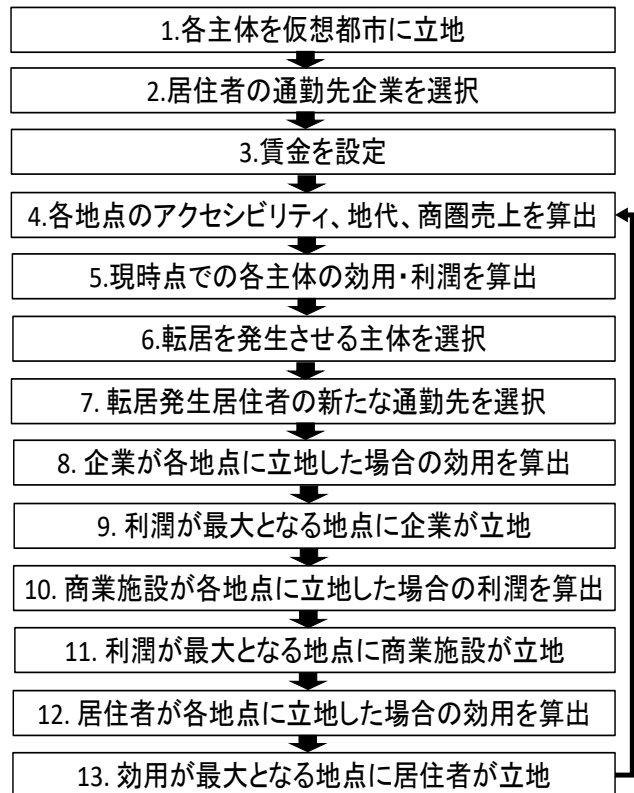 1.各主体を仮想都市に立地
2.居住者の通勤先企業を選択
3.賃金を設定
4.各地点のアクセシビリティ、地代、商圏売上を算出
5.現時点での各主体の効用・利潤を算出
6.転居を発生させる主体を選択
7. 転居発生居住者の新たな通勤先を選択
8. 企業が各地点に立地した場合の効用を算出
9. 利潤が最大となる地点に企業が立地
10. 商業施設が各地点に立地した場合の利潤を算出
11. 利潤が最大となる地点に商業施設が立地
12. 居住者が各地点に立地した場合の効用を算出
13. 効用が最大となる地点に居住者が立地